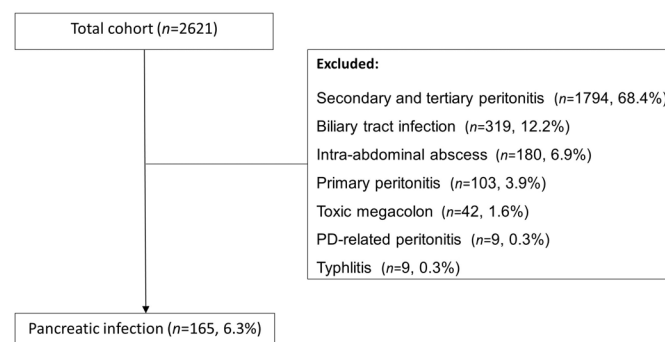 Total cohort (n=2621)
Excluded:
Secondary and tertiary peritonitis (n=1794, 68.4%)
Biliary tract infection (n=319, 12.2%)
Intra-abdominal abscess (n=180, 6.9%)
Primary peritonitis (n=103, 3.9%)
Toxic megacolon (n=42, 1.6%)
PD-related peritonitis (n=9, 0.3%)
Typhlitis (n=9, 0.3%)
Pancreatic infection (n=165, 6.3%)